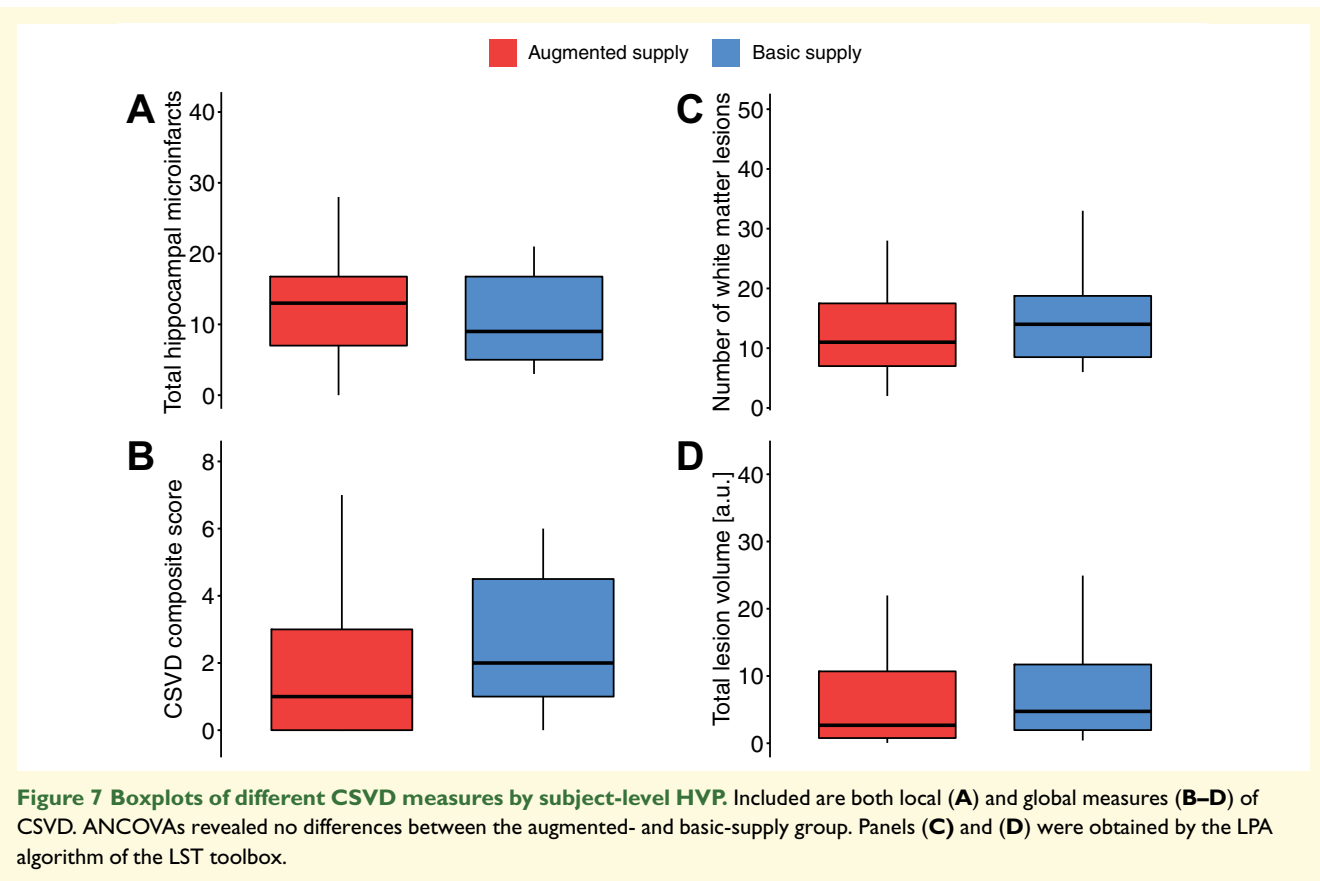 Augmented supply
Basic supply
A
Total hippocampal microinfarcts
40
30
20
10
0
C
Number of white matter lesions
50
40
30
20
10
0
B
CSVD composite score
8
6
4
2
0
D
Total lesion volume [a.u.]
40
30
20
10
0
Figure 7 Boxplots of different CSVD measures by subject-level HVP. Included are both local (A) and global measures (B–D) of
CSVD. ANCOVAs revealed no differences between the augmented- and basic-supply group. Panels (C) and (D) were obtained by the LPA
algorithm of the LST toolbox.